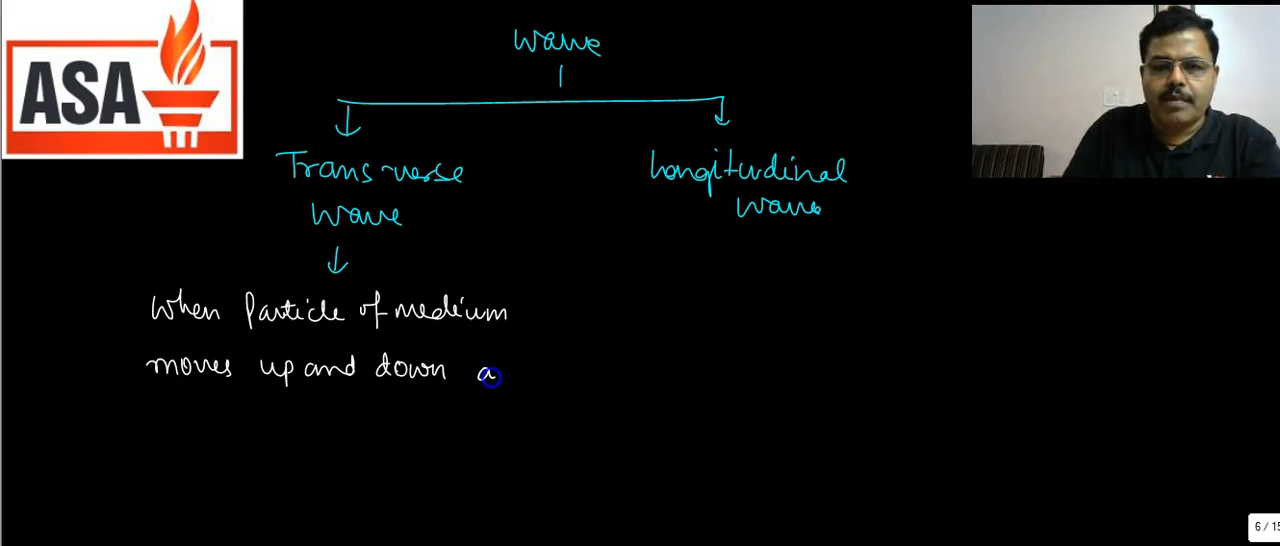 ASA
wave
Transverse
wave
Longitudinal
wave
When Particle of medium
moves up and down a
6 / 15